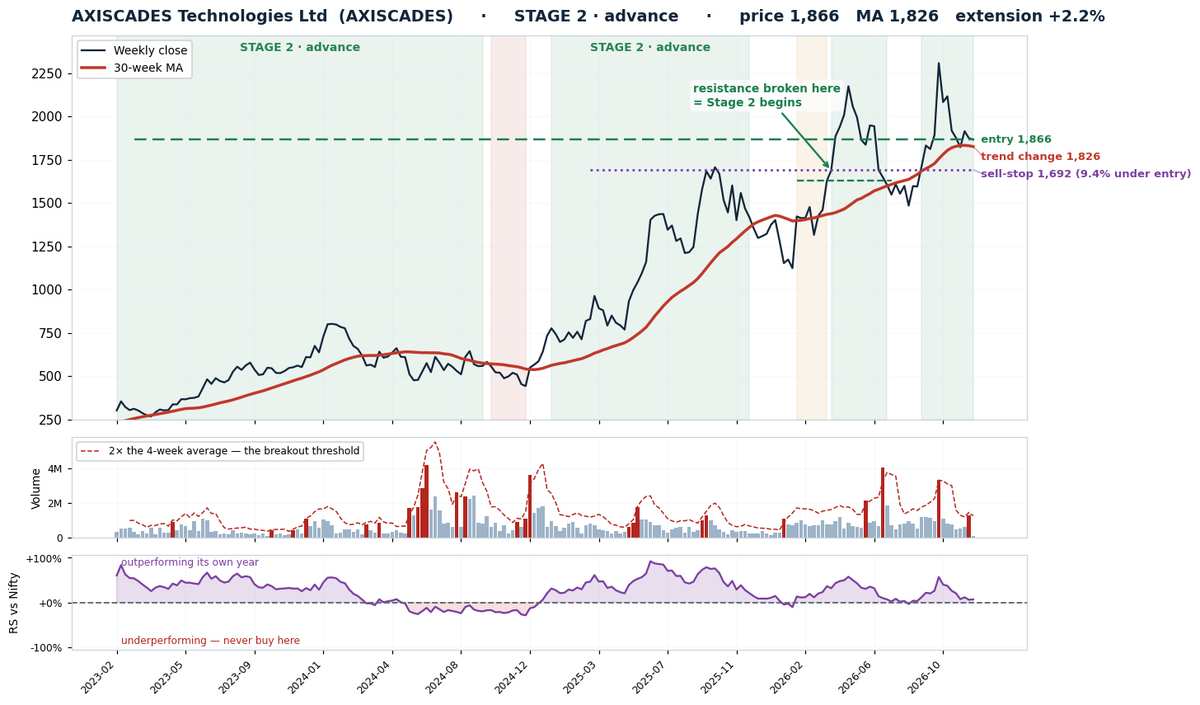 AXISCADES Technologies Ltd (AXISCADES) · STAGE 2 · advance · price 1,866 MA 1,826 extension +2.2%
Weekly close
30-week MA
STAGE 2 · advance
STAGE 2 · advance
resistance broken here
= Stage 2 begins
entry 1,866
trend change 1,826
sell-stop 1,692 (9.4% under entry)
2250
2000
1750
1500
1250
1000
750
500
250
2× the 4-week average — the breakout threshold
Volume
4M
2M
0
RS vs Nifty
+100%
+0%
-100%
outperforming its own year
underperforming — never buy here
2023-02
2023-05
2023-09
2024-01
2024-04
2024-08
2024-12
2025-03
2025-07
2025-11
2026-02
2026-06
2026-10